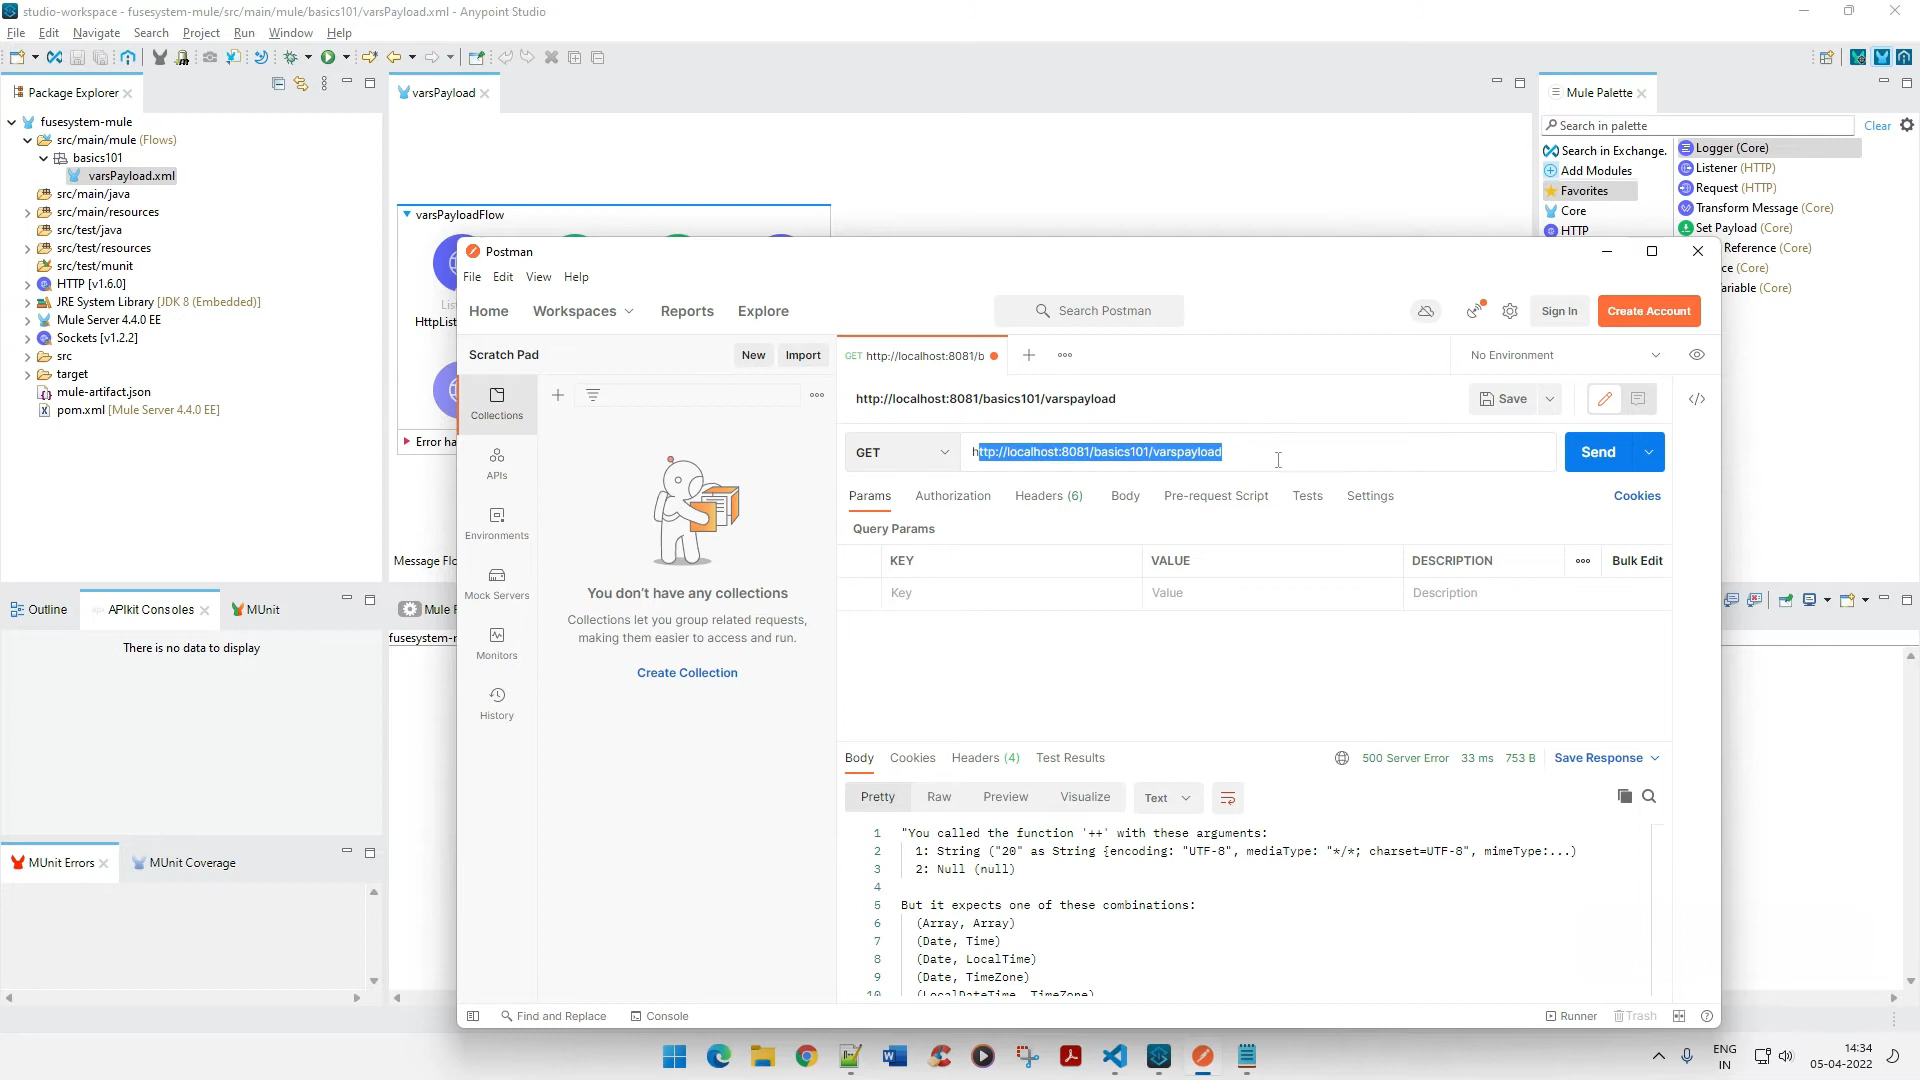 studio-workspace - fusesystem-mule/src/main/mule/basics101/varsPayload.xml - Anypoint Studio
File Edit Navigate Search Project Run Window Help
Package Explorer
fusesystem-mule
src/main/mule (Flows)
basics101
varsPayload.xml
src/main/java
src/main/resources
src/test/java
src/test/resources
src/test/munit
HTTP [v1.6.0]
JRE System Library [JDK 8 (Embedded)]
Mule Server 4.4.0 EE
Sockets [v1.2.2]
src
target
mule-artifact.json
pom.xml [Mule Server 4.4.0 EE]
varsPayload
varsPayloadFlow
Lis
HttpList
Error ha
Message Flo
Mule Palette
Search in palette
Clear
Search in Exchange.
Add Modules
Favorites
Core
HTTP
Logger (Core)
Listener (HTTP)
Request (HTTP)
Transform Message (Core)
Set Payload (Core)
Reference (Core)
ce (Core)
ariable (Core)
Outline
APIkit Consoles
MUnit
There is no data to display
MUnit Errors
MUnit Coverage
fusesystem-m
Postman
File Edit View Help
Home Workspaces Reports Explore
Search Postman
Sign In
Create Account
Scratch Pad
New
Import
Collections
APIs
Environments
Mock Servers
Monitors
History
You don't have any collections
Collections let you group related requests,
making them easier to access and run.
Create Collection
GET http://localhost:8081/b
No Environment
http://localhost:8081/basics101/varspayload
Save
GET
http://localhost:8081/basics101/varspayload
Send
Params Authorization Headers (6) Body Pre-request Script Tests Settings
Cookies
Query Params
KEY VALUE DESCRIPTION
Bulk Edit
Key Value Description
Body Cookies Headers (4) Test Results
500 Server Error 33 ms 753 B
Save Response
Pretty Raw Preview Visualize Text
1 "You called the function '++' with these arguments:
2 1: String ("20" as String {encoding: "UTF-8", mediaType: "*/*; charset=UTF-8", mimeType:...)
3 2: Null (null)
4
5 But it expects one of these combinations:
6 (Array, Array)
7 (Date, Time)
8 (Date, LocalTime)
9 (Date, TimeZone)
10 (LocalDateTime, TimeZone)
Find and Replace
Console
Runner
Trash
ENG
IN
14:34
05-04-2022